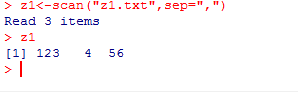 > z1<-scan("z1.txt",sep=",")
Read 3 items
> z1
[1] 123   4  56
>